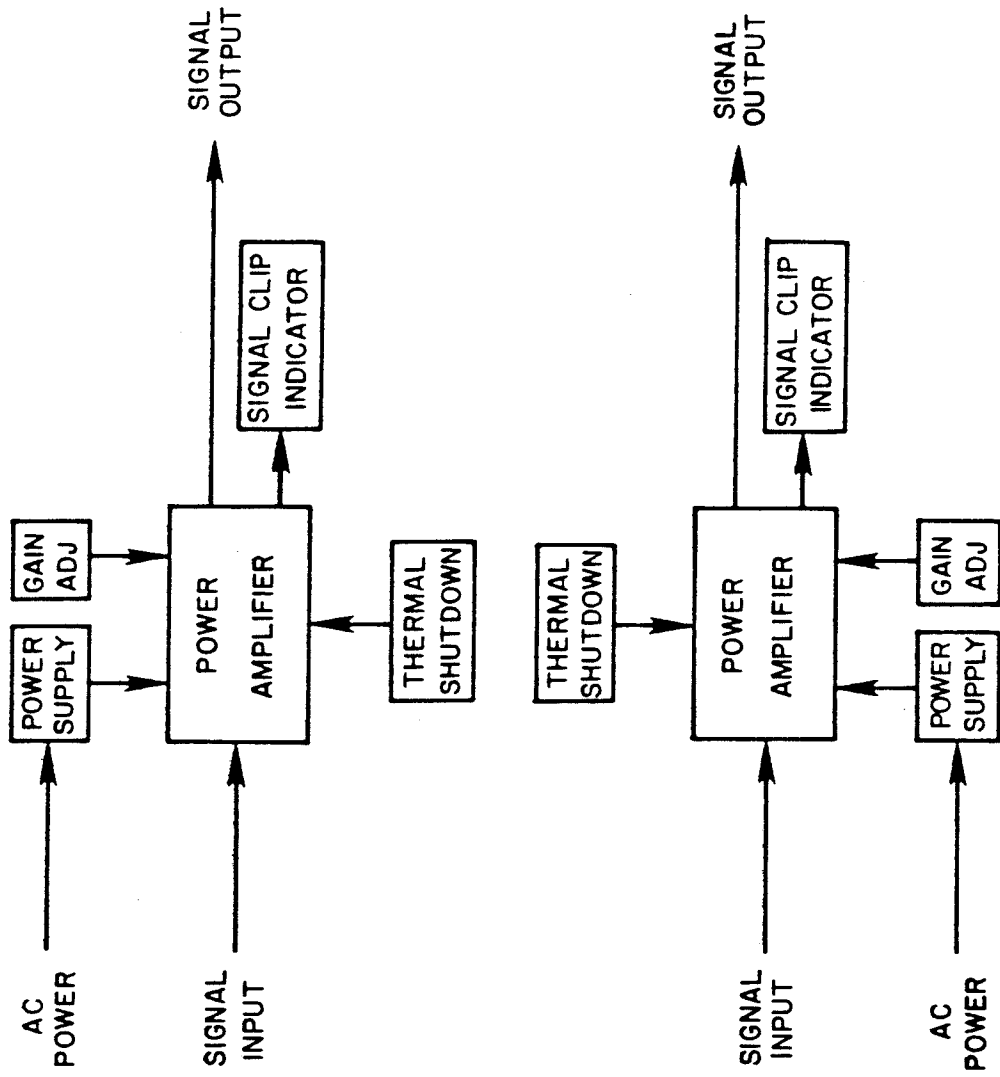 AC
POWER
POWER
SUPPLY
GAIN
ADJ
SIGNAL
INPUT
POWER
AMPLIFIER
SIGNAL
OUTPUT
SIGNAL CLIP
INDICATOR
THERMAL
SHUTDOWN
THERMAL
SHUTDOWN
SIGNAL
INPUT
POWER
AMPLIFIER
SIGNAL
OUTPUT
SIGNAL CLIP
INDICATOR
AC
POWER
POWER
SUPPLY
GAIN
ADJ